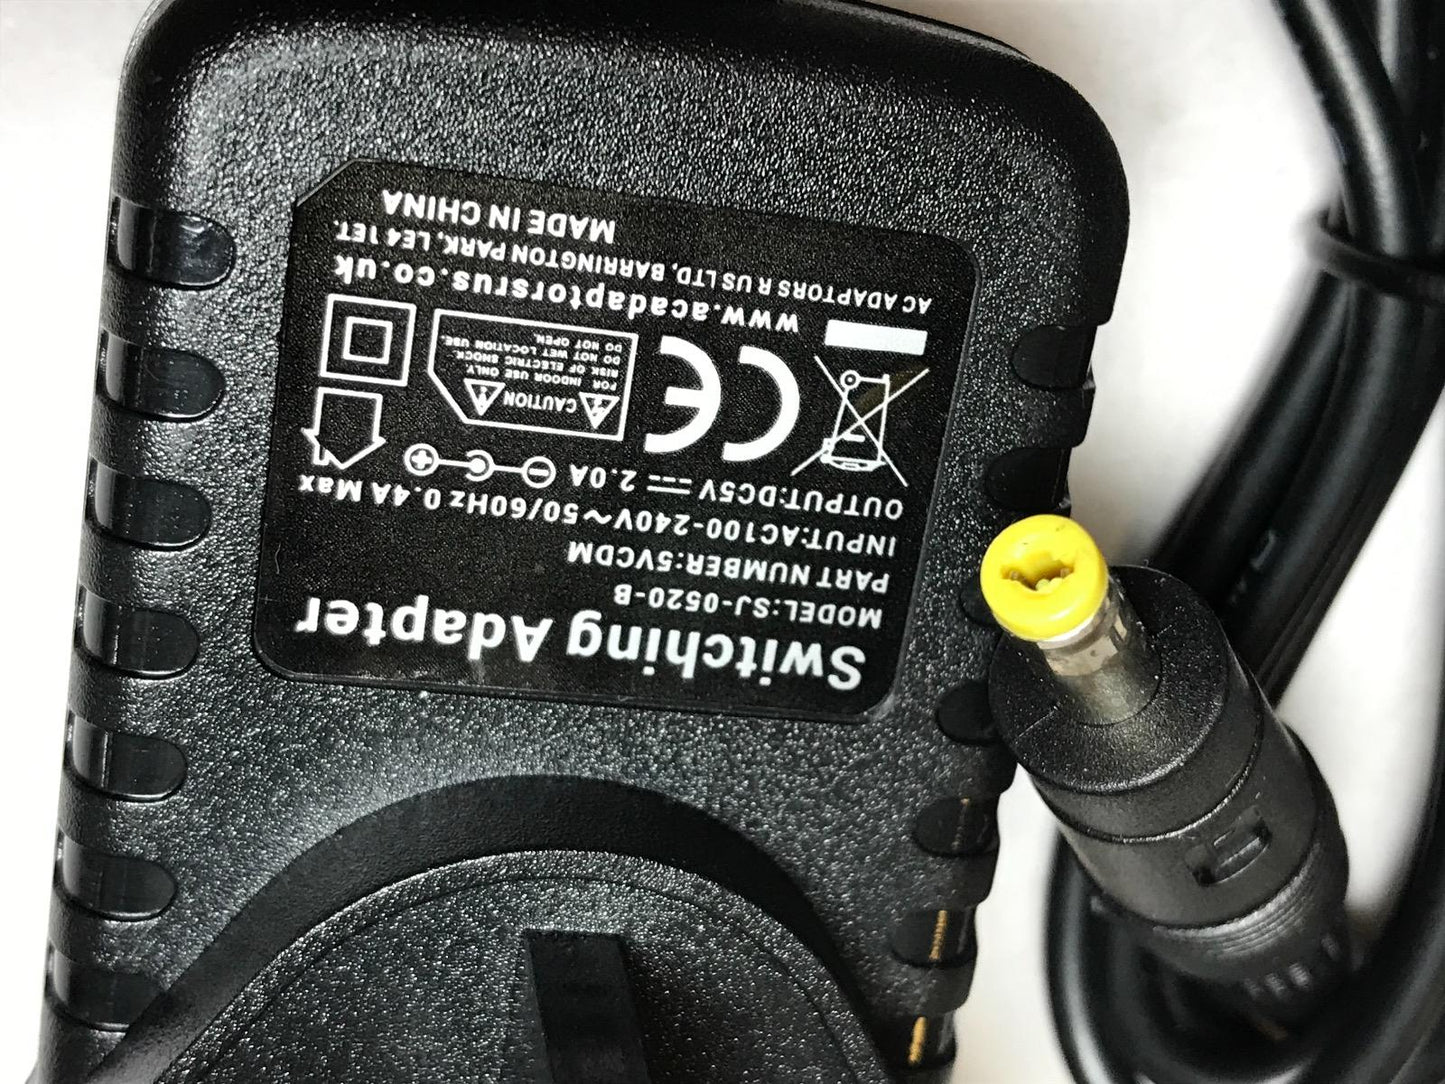 Switching Adapter
MODEL:SJ-0520-B
PART NUMBER:5VCDM
INPUT:AC100-240V~50/60Hz 0.4A Max
OUTPUT:DC5V ⎓ 2.0A
CAUTION
FOR INDOOR USE ONLY.
RISK OF ELECTRIC SHOCK.
DO NOT WET LOCATION USE.
DO NOT OPEN.
CE
www.acadaptorsrus.co.uk
AC ADAPTORS R US LTD, BARRINGTON PARK, LE4 1ET.
MADE IN CHINA